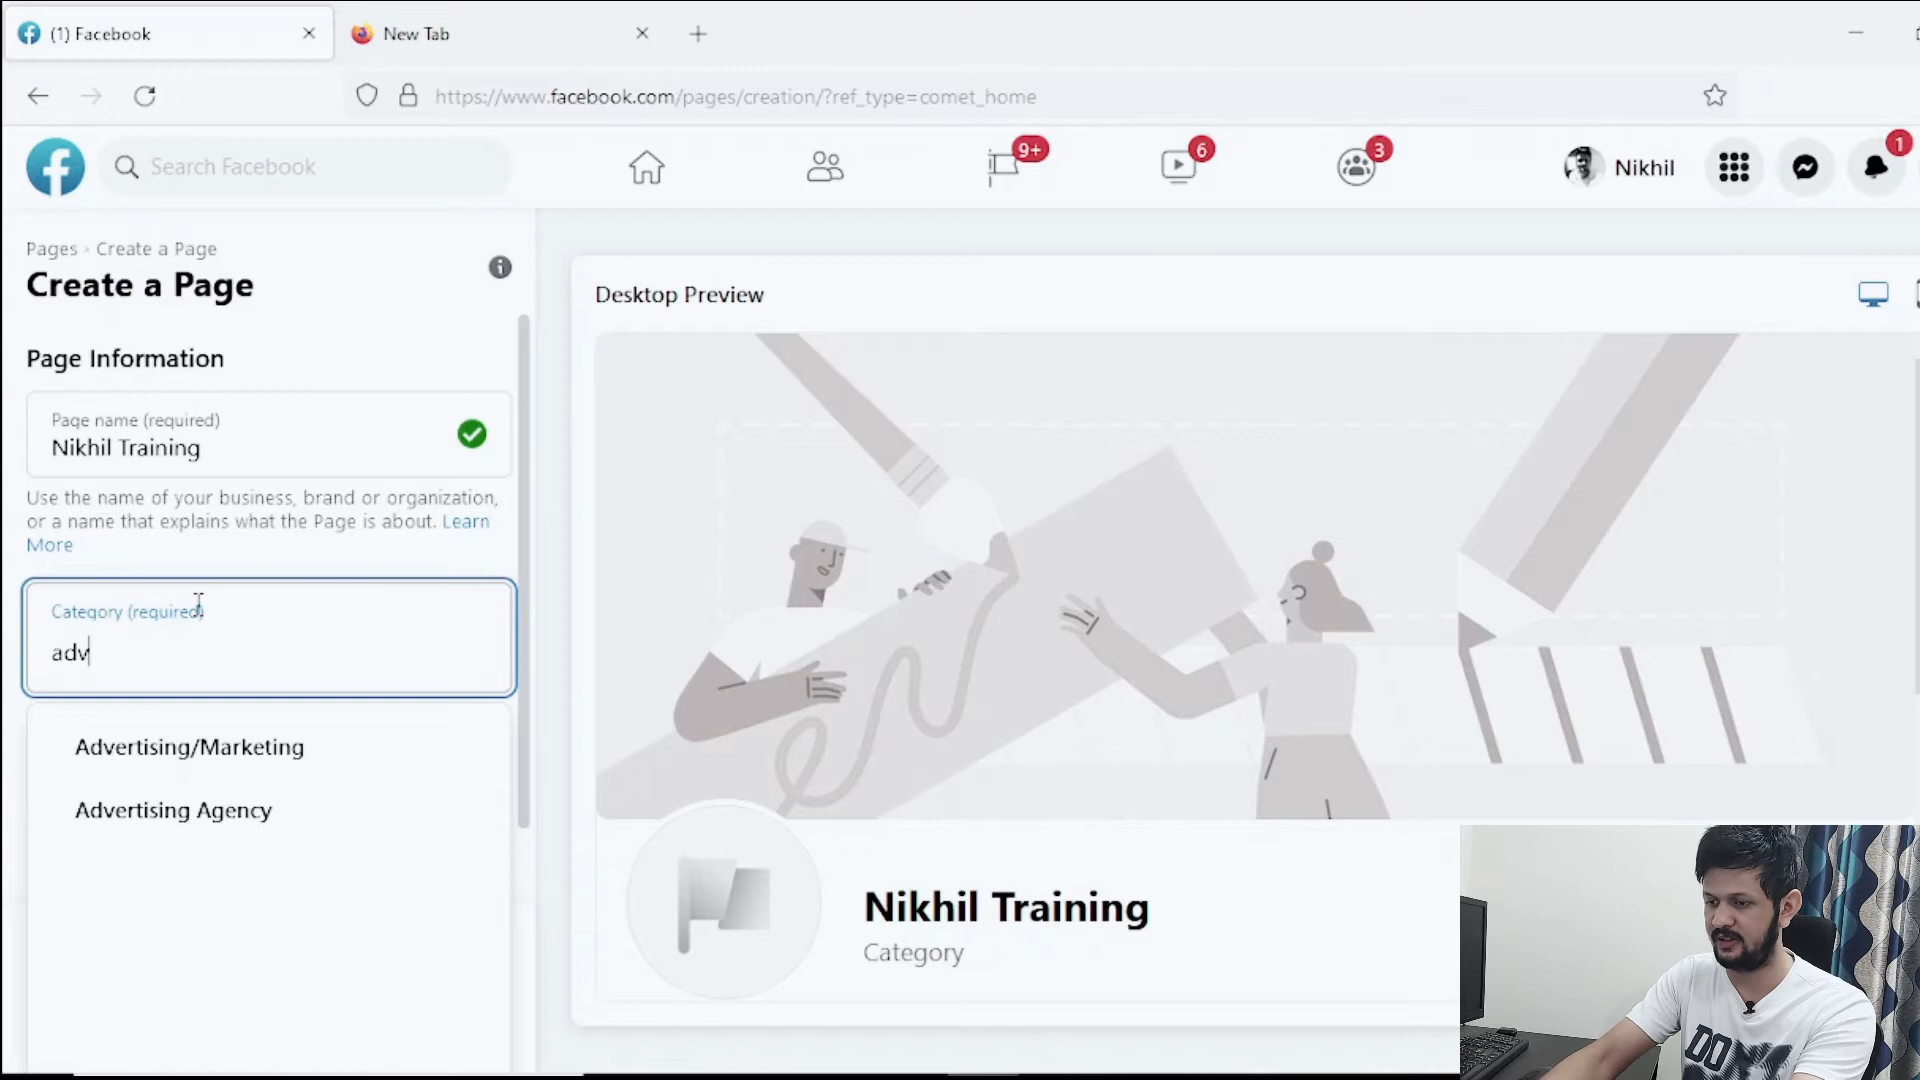 (1) Facebook
New Tab
https://www.facebook.com/pages/creation/?ref_type=comet_home
Search Facebook
9+
6
3
Nikhil
1
Pages
Create a Page
Create a Page
Page Information
Page name (required)
Nikhil Training
Use the name of your business, brand or organization,
or a name that explains what the Page is about. Learn
More
Category (required)
adv
Advertising/Marketing
Advertising Agency
Desktop Preview
Nikhil Training
Category
DO